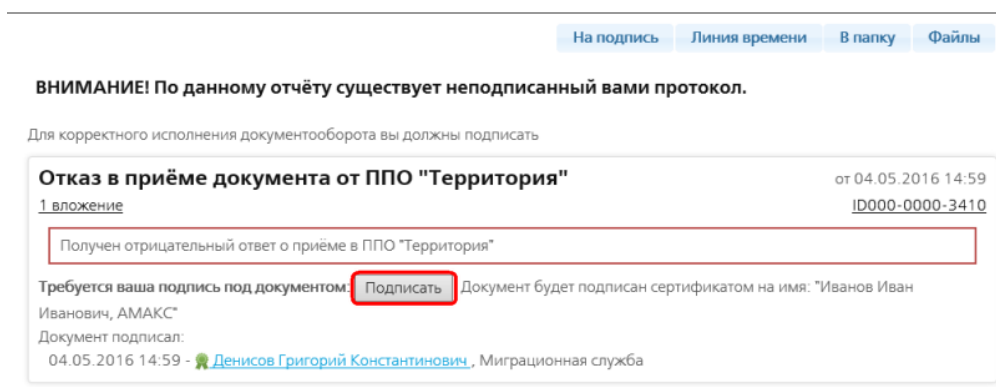 На подпись Линия времени В папку Файлы
ВНИМАНИЕ! По данному отчёту существует неподписанный вами протокол.
Для корректного исполнения документооборота вы должны подписать
Отказ в приёме документа от ППО "Территория" от 04.05.2016 14:59
1 вложение ID000-0000-3410
Получен отрицательный ответ о приёме в ППО "Территория"
Требуется ваша подпись под документом: Подписать Документ будет подписан сертификатом на имя: "Иванов Иван
Иванович, АМАКС"
Документ подписал:
04.05.2016 14:59 - Денисов Григорий Константинович , Миграционная служба